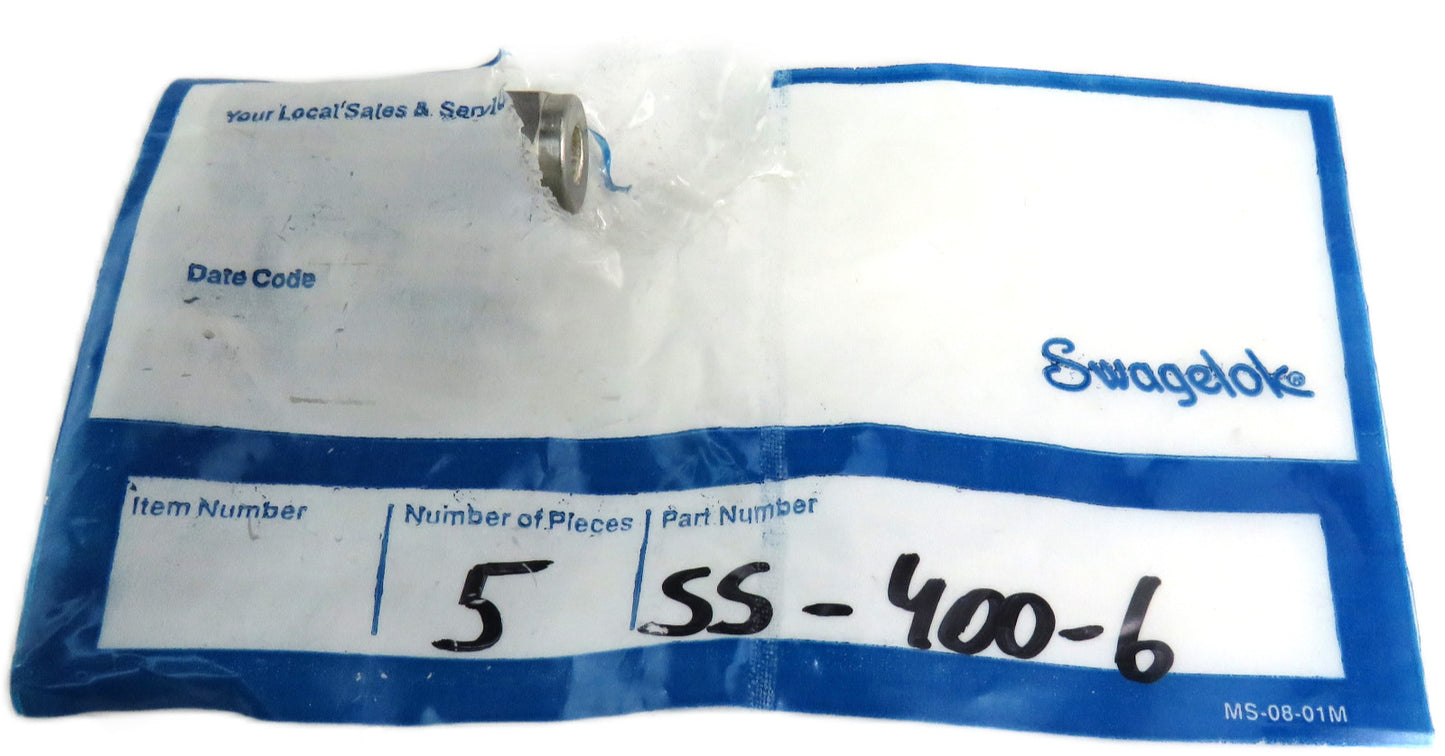 Your Local Sales & Servi
Date Code
Swagelok®
Item Number Number of Pieces Part Number
5 SS-400-6
MS-08-01M